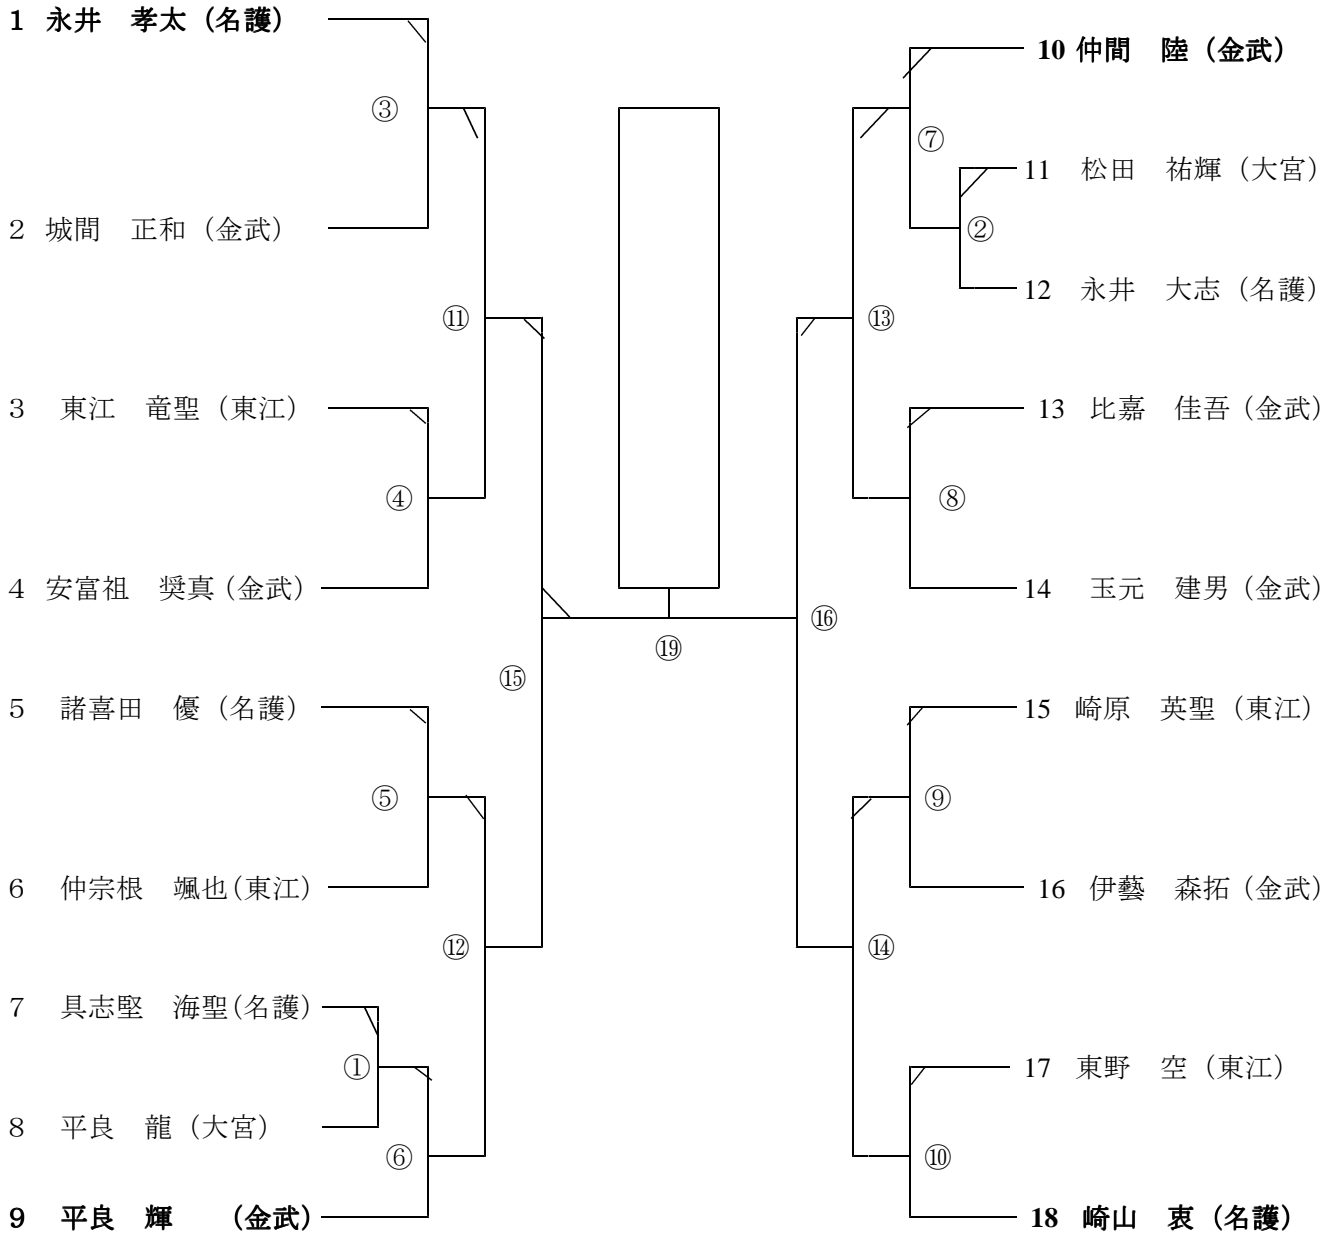 1 永井　孝太（名護）
③
2 城間　正和（金武）
⑪
3 東江　竜聖（東江）
④
4 安富祖　奨真（金武）
⑮
5 諸喜田　優（名護）
⑤
6 仲宗根　颯也（東江）
⑫
7 具志堅　海聖（名護）
①
8 平良　龍（大宮）
⑥
9 平良　輝　（金武）
⑲
10 仲間　陸（金武）
⑦
11 松田　祐輝（大宮）
②
12 永井　大志（名護）
⑬
13 比嘉　佳吾（金武）
⑧
14 玉元　建男（金武）
⑯
15 崎原　英聖（東江）
⑨
16 伊藝　森拓（金武）
⑭
17 東野　空（東江）
⑩
18 崎山　衷（名護）